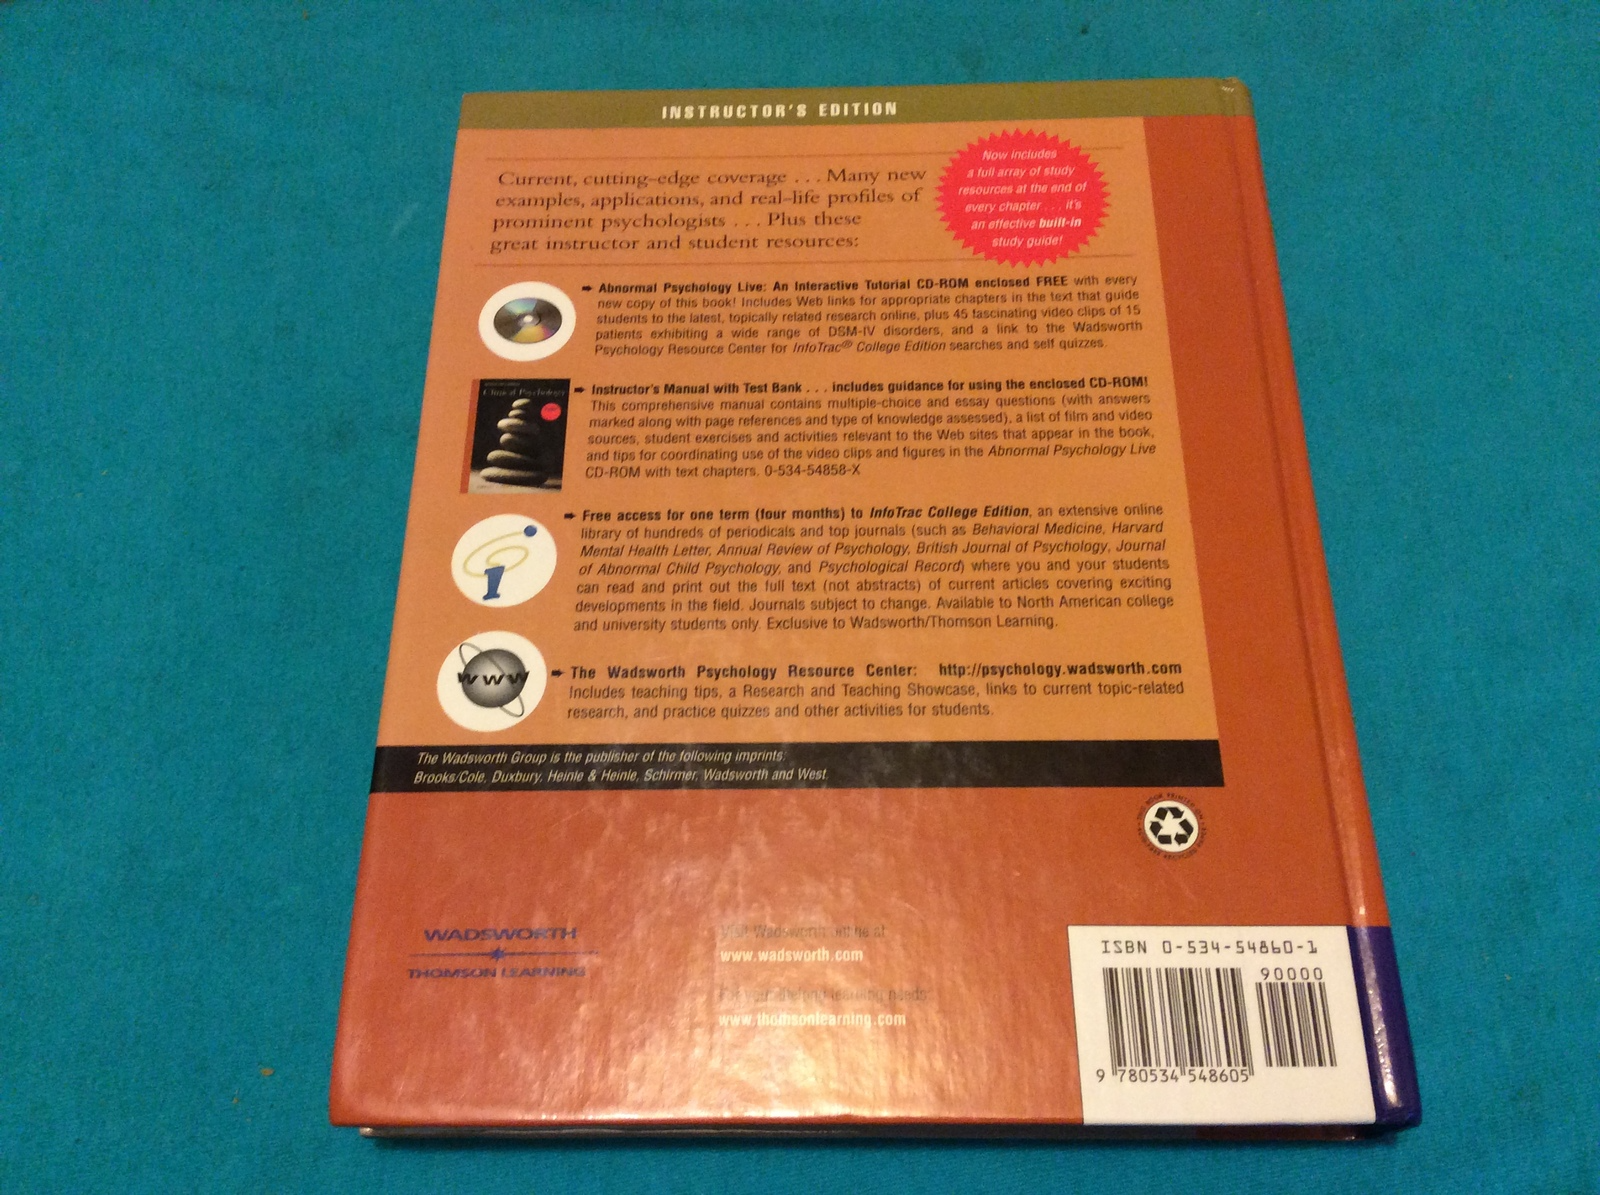 INSTRUCTOR'S EDITION
Current, cutting-edge coverage . . . Many new
examples, applications, and real-life profiles of
prominent psychologists . . . Plus these
great instructor and student resources:
Now includes
a full array of study
resources at the end of
every chapter . . . it's
an effective built-in
study guide!
➨ Abnormal Psychology Live: An Interactive Tutorial CD-ROM enclosed FREE with every
new copy of this book! Includes Web links for appropriate chapters in the text that guide
students to the latest, topically related research online, plus 45 fascinating video clips of 15
patients exhibiting a wide range of DSM-IV disorders, and a link to the Wadsworth
Psychology Resource Center for InfoTrac® College Edition searches and self quizzes.
Clinical Psychology
➨ Instructor's Manual with Test Bank . . . includes guidance for using the enclosed CD-ROM!
This comprehensive manual contains multiple-choice and essay questions (with answers
marked along with page references and type of knowledge assessed), a list of film and video
sources, student exercises and activities relevant to the Web sites that appear in the book,
and tips for coordinating use of the video clips and figures in the Abnormal Psychology Live
CD-ROM with text chapters. 0-534-54858-X
➨ Free access for one term (four months) to InfoTrac College Edition, an extensive online
library of hundreds of periodicals and top journals (such as Behavioral Medicine, Harvard
Mental Health Letter, Annual Review of Psychology, British Journal of Psychology, Journal
of Abnormal Child Psychology, and Psychological Record) where you and your students
can read and print out the full text (not abstracts) of current articles covering exciting
developments in the field. Journals subject to change. Available to North American college
and university students only. Exclusive to Wadsworth/Thomson Learning.
i
www
➨ The Wadsworth Psychology Resource Center: http://psychology.wadsworth.com
Includes teaching tips, a Research and Teaching Showcase, links to current topic-related
research, and practice quizzes and other activities for students.
The Wadsworth Group is the publisher of the following imprints:
Brooks/Cole, Duxbury, Heinle & Heinle, Schirmer, Wadsworth and West.
WADSWORTH
THOMSON LEARNING
Visit Wadsworth online at
www.wadsworth.com
For your learning needs:
www.thomsonlearning.com
ISBN 0-534-54860-1
90000
9 780534 548605